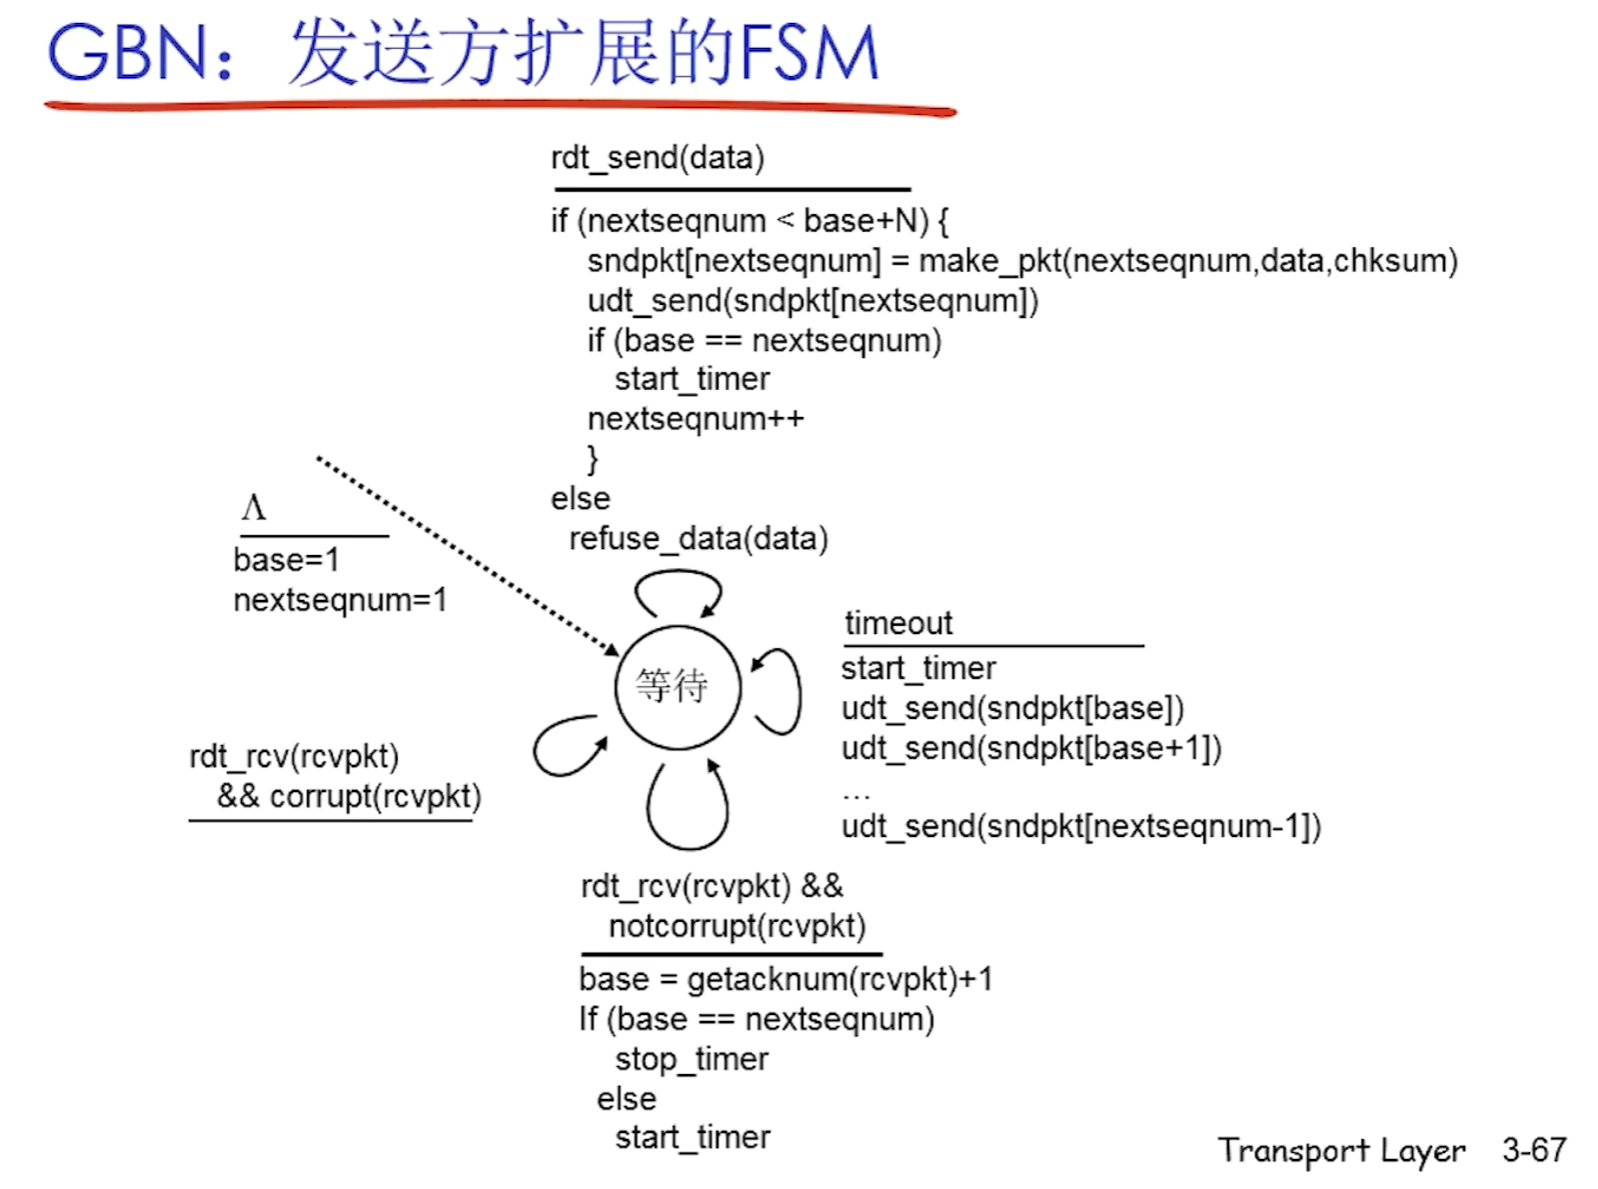 GBN：发送方扩展的FSM
rdt_send(data)
if (nextseqnum < base+N) {
sndpkt[nextseqnum] = make_pkt(nextseqnum,data,chksum)
udt_send(sndpkt[nextseqnum])
if (base == nextseqnum)
start_timer
nextseqnum++
}
else
refuse_data(data)
Λ
base=1
nextseqnum=1
等待
timeout
start_timer
udt_send(sndpkt[base])
udt_send(sndpkt[base+1])
…
udt_send(sndpkt[nextseqnum-1])
rdt_rcv(rcvpkt)
&& corrupt(rcvpkt)
rdt_rcv(rcvpkt) &&
notcorrupt(rcvpkt)
base = getacknum(rcvpkt)+1
If (base == nextseqnum)
stop_timer
else
start_timer
Transport Layer 3-67